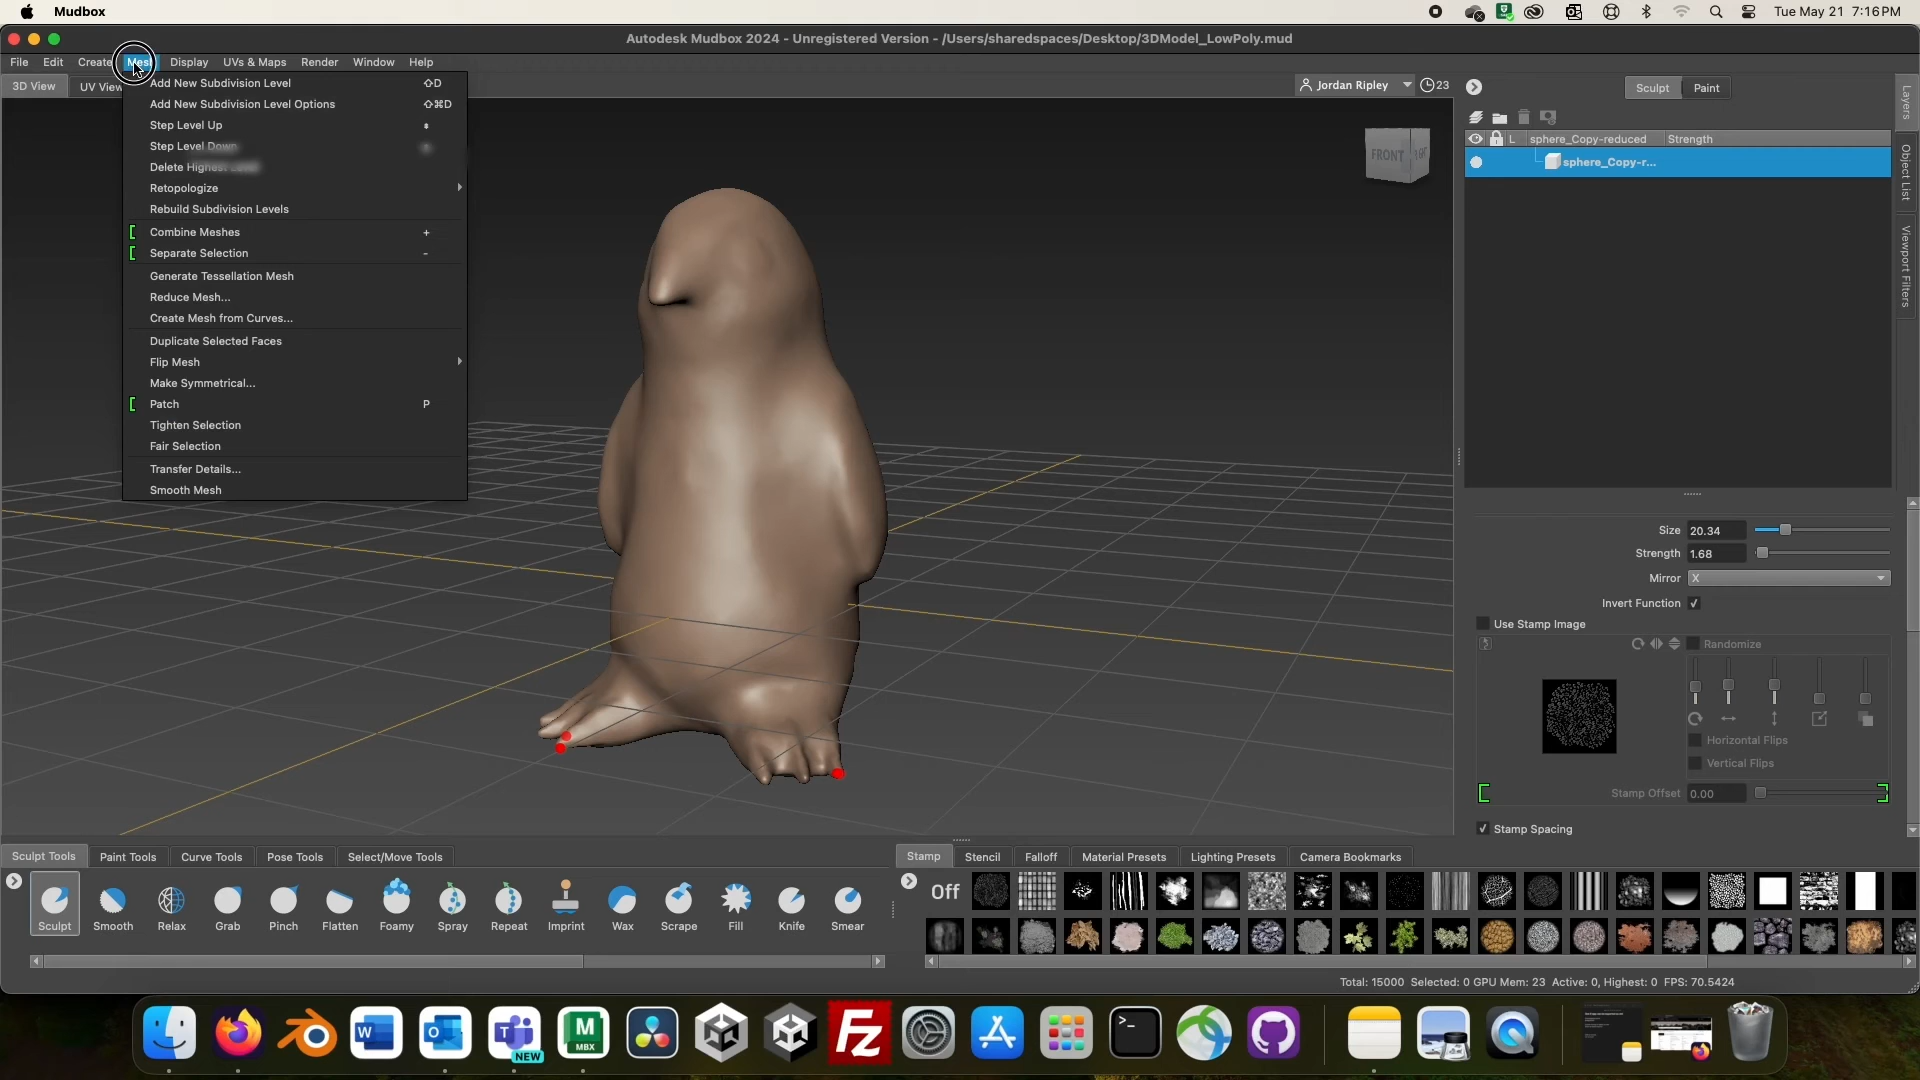 Mudbox
Tue May 21 7:16PM
Autodesk Mudbox 2024 - Unregistered Version - /Users/sharedspaces/Desktop/3DModel_LowPoly.mud
File Edit Create Mesh Display UVs & Maps Render Window Help
3D View UV View
Jordan Ripley 23
Sculpt Paint
Add New Subdivision Level ⇧D
Add New Subdivision Level Options ⇧⌘D
Step Level Up
Step Level Down
Delete Highest Level
Retopologize
Rebuild Subdivision Levels
Combine Meshes +
Separate Selection -
Generate Tessellation Mesh
Reduce Mesh...
Create Mesh from Curves...
Duplicate Selected Faces
Flip Mesh
Make Symmetrical...
Patch P
Tighten Selection
Fair Selection
Transfer Details...
Smooth Mesh
FRONT
L sphere_Copy-reduced Strength
sphere_Copy-r...
Layers
Object List
Viewport Filters
Size 20.34
Strength 1.68
Mirror X
Invert Function
Use Stamp Image
Randomize
Horizontal Flips
Vertical Flips
Stamp Offset 0.00
Stamp Spacing
Sculpt Tools Paint Tools Curve Tools Pose Tools Select/Move Tools
Sculpt Smooth Relax Grab Pinch Flatten Foamy Spray Repeat Imprint Wax Scrape Fill Knife Smear
Stamp Stencil Falloff Material Presets Lighting Presets Camera Bookmarks
Off
Total: 15000 Selected: 0 GPU Mem: 23 Active: 0, Highest: 0 FPS: 70.5424
W
NEW
M
MBX
FZ